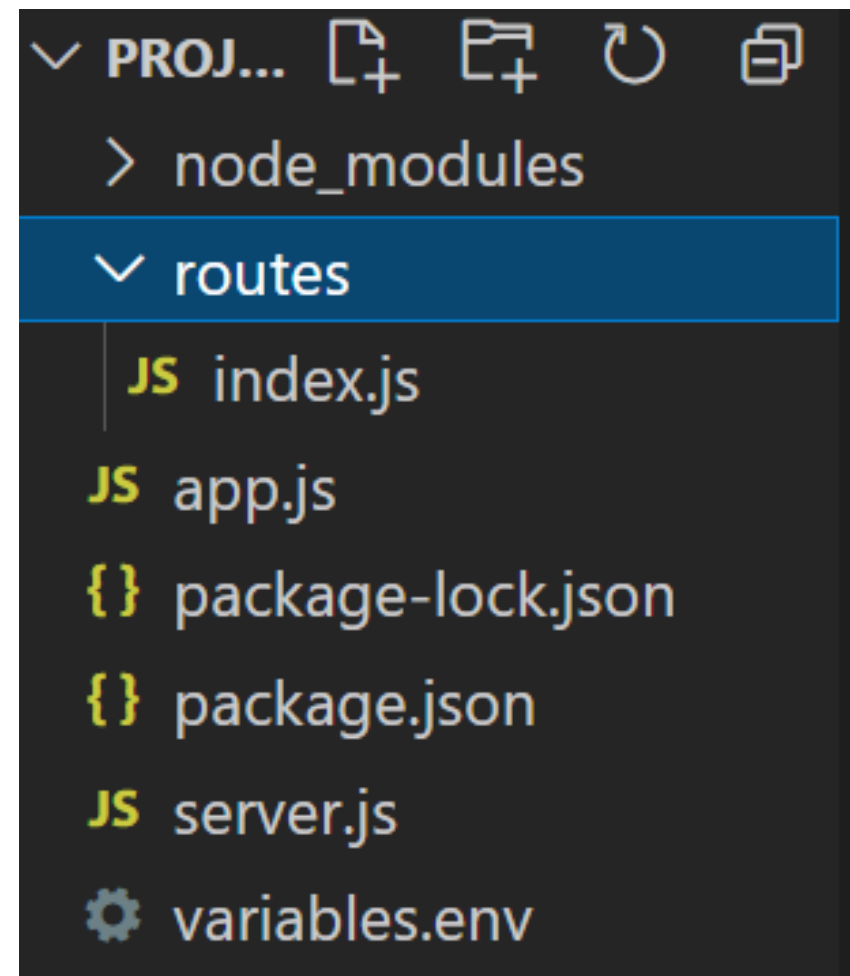 PROJ...
node_modules
routes
JS index.js
JS app.js
{} package-lock.json
{} package.json
JS server.js
variables.env